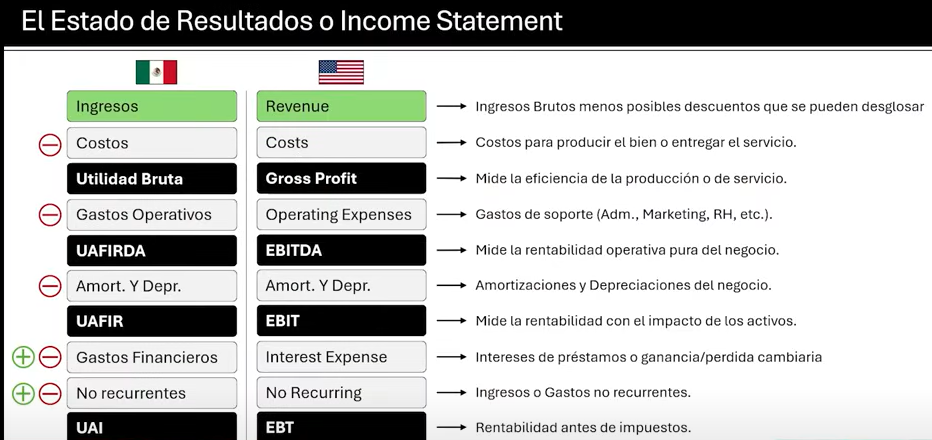 El Estado de Resultados o Income Statement
Ingresos Revenue Ingresos Brutos menos posibles descuentos que se pueden desglosar
Costos Costs Costos para producir el bien o entregar el servicio.
Utilidad Bruta Gross Profit Mide la eficiencia de la producción o de servicio.
Gastos Operativos Operating Expenses Gastos de soporte (Adm., Marketing, RH, etc.).
UAFIRDA EBITDA Mide la rentabilidad operativa pura del negocio.
Amort. Y Depr. Amort. Y Depr. Amortizaciones y Depreciaciones del negocio.
UAFIR EBIT Mide la rentabilidad con el impacto de los activos.
Gastos Financieros Interest Expense Intereses de préstamos o ganancia/perdida cambiaria
No recurrentes No Recurring Ingresos o Gastos no recurrentes.
UAI EBT Rentabilidad antes de impuestos.